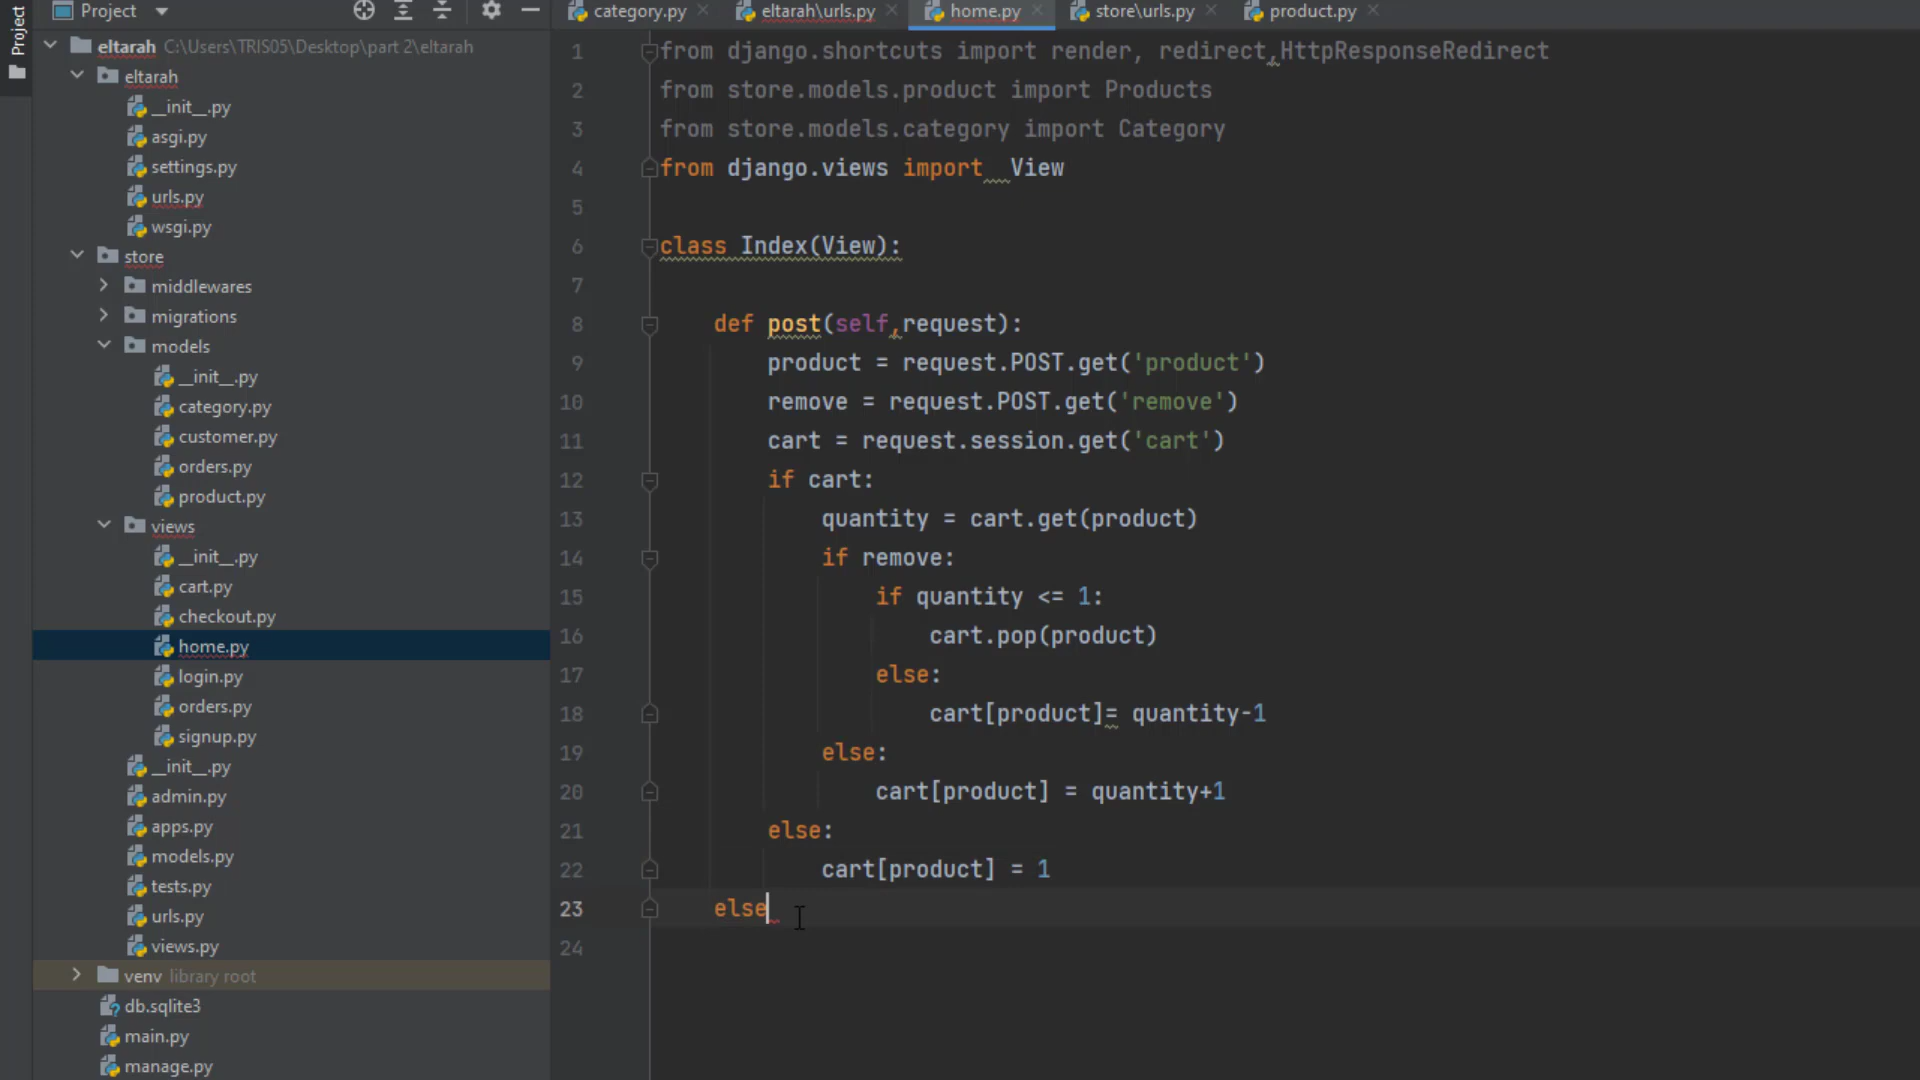 Project
Project
eltarah C:\Users\TRIS05\Desktop\part 2\eltarah
eltarah
__init__.py
asgi.py
settings.py
urls.py
wsgi.py
store
middlewares
migrations
models
__init__.py
category.py
customer.py
orders.py
product.py
views
__init__.py
cart.py
checkout.py
home.py
login.py
orders.py
signup.py
__init__.py
admin.py
apps.py
models.py
tests.py
urls.py
views.py
venv library root
db.sqlite3
main.py
manage.py
category.py eltarah\urls.py home.py store\urls.py product.py
1 from django.shortcuts import render, redirect,HttpResponseRedirect
2 from store.models.product import Products
3 from store.models.category import Category
4 from django.views import  View
5
6 class Index(View):
7
8     def post(self,request):
9         product = request.POST.get('product')
10         remove = request.POST.get('remove')
11         cart = request.session.get('cart')
12         if cart:
13             quantity = cart.get(product)
14             if remove:
15                 if quantity <= 1:
16                     cart.pop(product)
17                 else:
18                     cart[product]= quantity-1
19             else:
20                 cart[product] = quantity+1
21         else:
22             cart[product] = 1
23     else
24